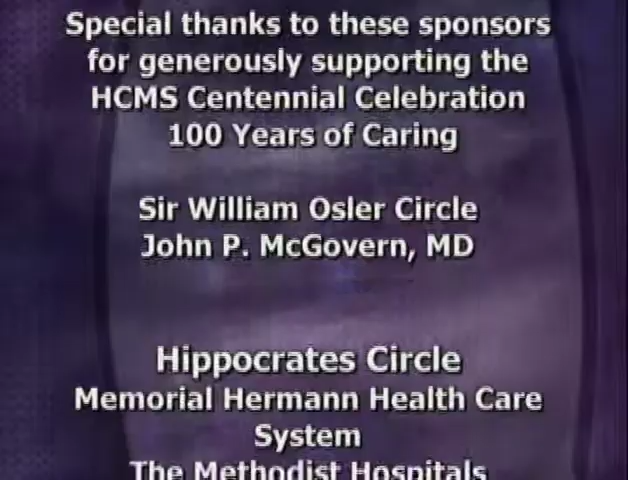 Special thanks to these sponsors
for generously supporting the
HCMS Centennial Celebration
100 Years of Caring
Sir William Osler Circle
John P. McGovern, MD
Hippocrates Circle
Memorial Hermann Health Care
System
The Methodist Hospitals